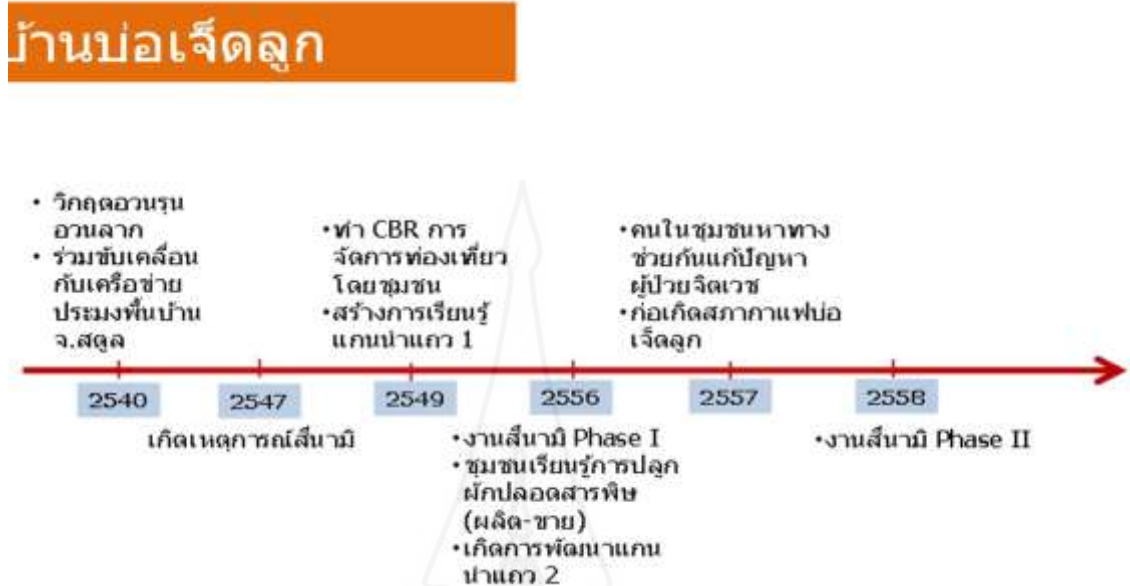 บ้านบ่อเจ็ดลูก
• วิกฤตอวนรุน
อวนลาก
• ร่วมขับเคลื่อน
กับเครือข่าย
ประมงพื้นบ้าน
จ.สตูล
•ทำ CBR การ
จัดการท่องเที่ยว
โดยชุมชน
•สร้างการเรียนรู้
แกนนำแถว 1
•คนในชุมชนหาทาง
ช่วยกันแก้ปัญหา
ผู้ป่วยจิตเวช
•ก่อเกิดสภากาแฟบ่อ
เจ็ดลูก
2540
2547
2549
2556
2557
2558
เกิดเหตุการณ์สึนามิ
•งานสึนามิ Phase I
•ชุมชนเรียนรู้การปลูก
ผักปลอดสารพิษ
(ผลิต-ขาย)
•เกิดการพัฒนาแกน
นำแถว 2
•งานสึนามิ Phase II